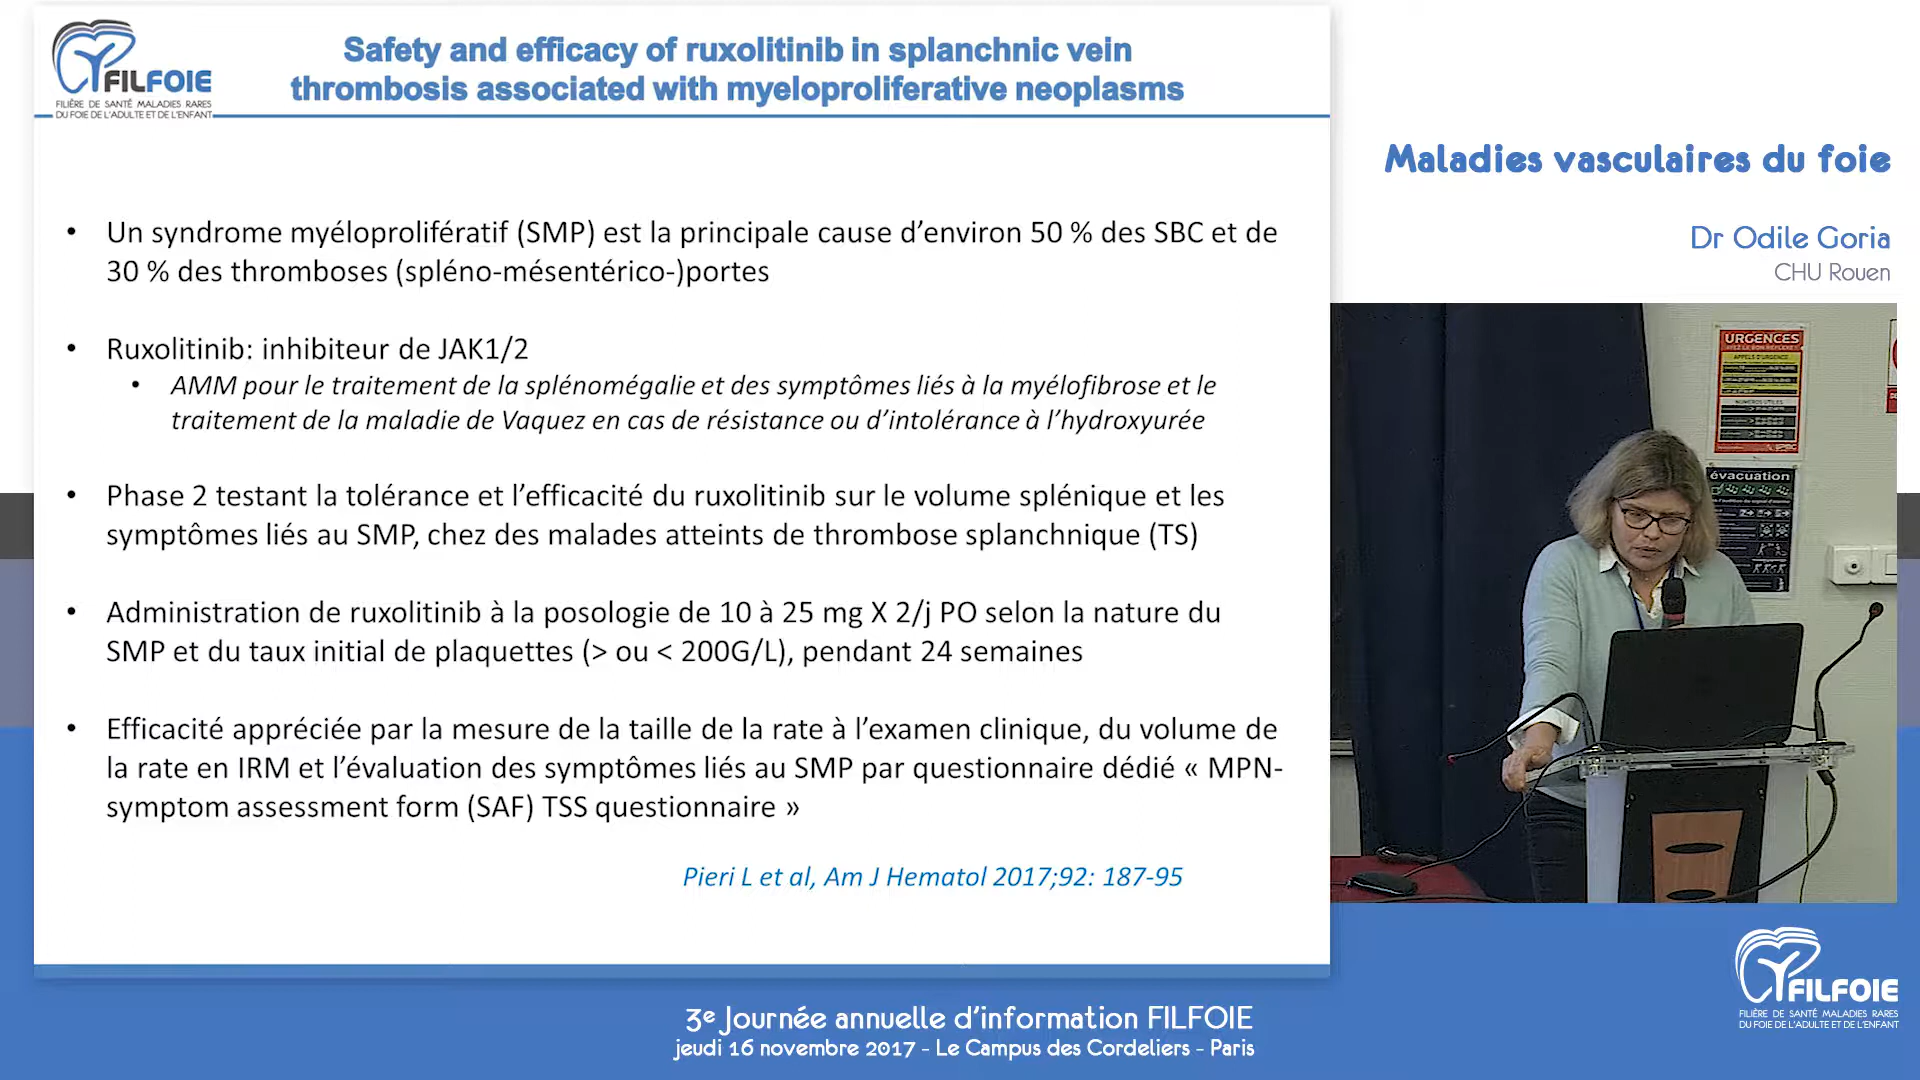 FILFOIE
FILIÈRE DE SANTÉ MALADIES RARES
DU FOIE DE L'ADULTE ET DE L'ENFANT
Safety and efficacy of ruxolitinib in splanchnic vein
thrombosis associated with myeloproliferative neoplasms
• Un syndrome myéloprolifératif (SMP) est la principale cause d'environ 50 % des SBC et de
30 % des thromboses (spléno-mésentérico-)portes
• Ruxolitinib: inhibiteur de JAK1/2
• AMM pour le traitement de la splénomégalie et des symptômes liés à la myélofibrose et le
traitement de la maladie de Vaquez en cas de résistance ou d'intolérance à l'hydroxyurée
• Phase 2 testant la tolérance et l'efficacité du ruxolitinib sur le volume splénique et les
symptômes liés au SMP, chez des malades atteints de thrombose splanchnique (TS)
• Administration de ruxolitinib à la posologie de 10 à 25 mg X 2/j PO selon la nature du
SMP et du taux initial de plaquettes (> ou < 200G/L), pendant 24 semaines
• Efficacité appréciée par la mesure de la taille de la rate à l'examen clinique, du volume de
la rate en IRM et l'évaluation des symptômes liés au SMP par questionnaire dédié « MPN-
symptom assessment form (SAF) TSS questionnaire »
Pieri L et al, Am J Hematol 2017;92: 187-95
Maladies vasculaires du foie
Dr Odile Goria
CHU Rouen
URGENCES
APPELS D'URGENCE
NUMEROS UTILES
évacuation
FILFOIE
FILIÈRE DE SANTÉ MALADIES RARES
DU FOIE DE L'ADULTE ET DE L'ENFANT
3e Journée annuelle d'information FILFOIE
jeudi 16 novembre 2017 - Le Campus des Cordeliers - Paris